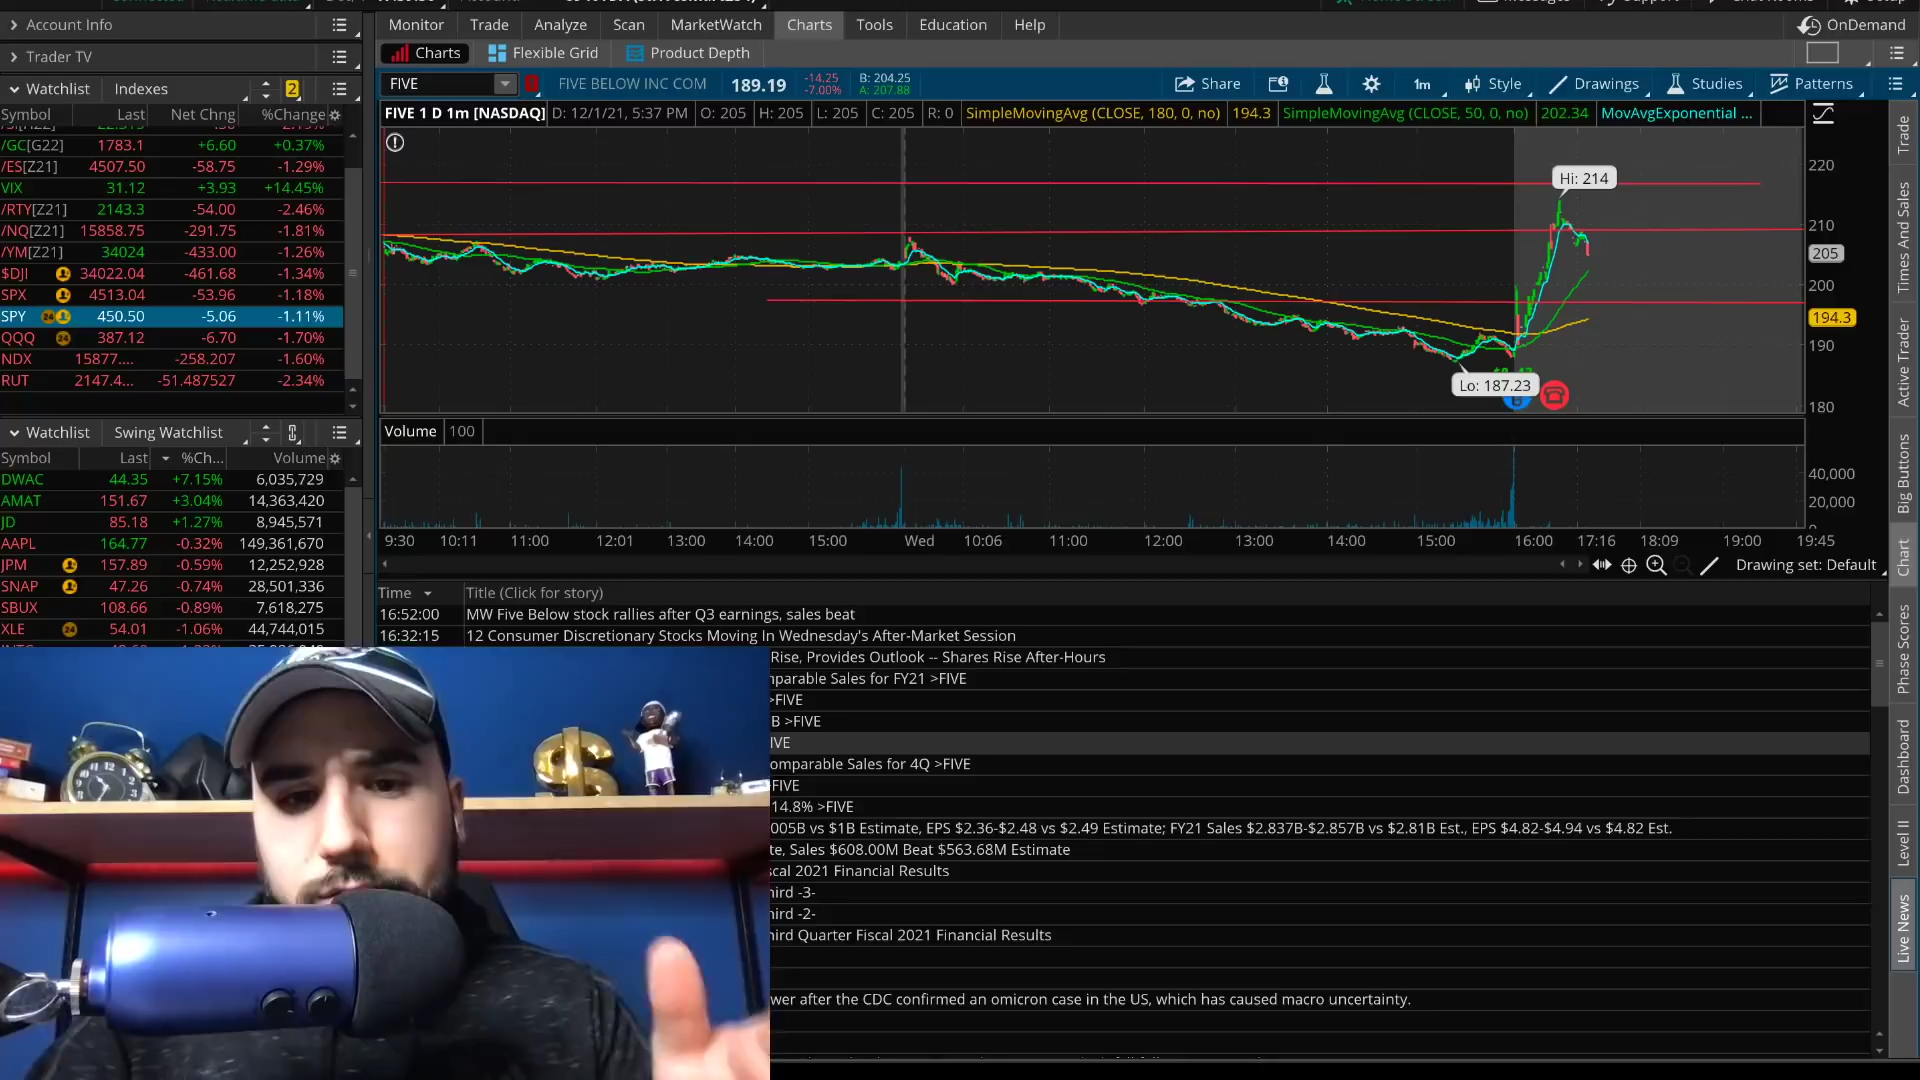 Account Info
Monitor Trade Analyze Scan MarketWatch Charts Tools Education Help
OnDemand
Trader TV
Charts Flexible Grid Product Depth
Watchlist Indexes 2
FIVE FIVE BELOW INC COM 189.19 -14.25 -7.00% B: 204.25 A: 207.88 Share 1m Style Drawings Studies Patterns
Symbol Last Net Chng %Change
FIVE 1 D 1m [NASDAQ] D: 12/1/21, 5:37 PM O: 205 H: 205 L: 205 C: 205 R: 0 SimpleMovingAvg (CLOSE, 180, 0, no) 194.3 SimpleMovingAvg (CLOSE, 50, 0, no) 202.34 MovAvgExponential ...
/GC[G22] 1783.1 +6.60 +0.37%
/ES[Z21] 4507.50 -58.75 -1.29%
VIX 31.12 +3.93 +14.45%
/RTY[Z21] 2143.3 -54.00 -2.46%
/NQ[Z21] 15858.75 -291.75 -1.81%
/YM[Z21] 34024 -433.00 -1.26%
$DJI 34022.04 -461.68 -1.34%
SPX 4513.04 -53.96 -1.18%
SPY 450.50 -5.06 -1.11%
QQQ 387.12 -6.70 -1.70%
NDX 15877.... -258.207 -1.60%
RUT 2147.4... -51.487527 -2.34%
Hi: 214
Lo: 187.23
220
210
205
200
194.3
190
180
Watchlist Swing Watchlist
Symbol Last %Ch... Volume
DWAC 44.35 +7.15% 6,035,729
AMAT 151.67 +3.04% 14,363,420
JD 85.18 +1.27% 8,945,571
AAPL 164.77 -0.32% 149,361,670
JPM 157.89 -0.59% 12,252,928
SNAP 47.26 -0.74% 28,501,336
SBUX 108.66 -0.89% 7,618,275
XLE 54.01 -1.06% 44,744,015
Volume 100
40,000
20,000
9:30 10:11 11:00 12:01 13:00 14:00 15:00 Wed 10:06 11:00 12:00 13:00 14:00 15:00 16:00 17:16 18:09 19:00 19:45
Drawing set: Default
Time Title (Click for story)
16:52:00 MW Five Below stock rallies after Q3 earnings, sales beat
16:32:15 12 Consumer Discretionary Stocks Moving In Wednesday's After-Market Session
Rise, Provides Outlook -- Shares Rise After-Hours
mparable Sales for FY21 >FIVE
>FIVE
B >FIVE
IVE
omparable Sales for 4Q >FIVE
FIVE
14.8% >FIVE
005B vs $1B Estimate, EPS $2.36-$2.48 vs $2.49 Estimate; FY21 Sales $2.837B-$2.857B vs $2.81B Est., EPS $4.82-$4.94 vs $4.82 Est.
te, Sales $608.00M Beat $563.68M Estimate
scal 2021 Financial Results
hird -3-
hird -2-
hird Quarter Fiscal 2021 Financial Results
wer after the CDC confirmed an omicron case in the US, which has caused macro uncertainty.
Trade
Times And Sales
Active Trader
Big Buttons
Chart
Phase Scores
Dashboard
Level II
Live News